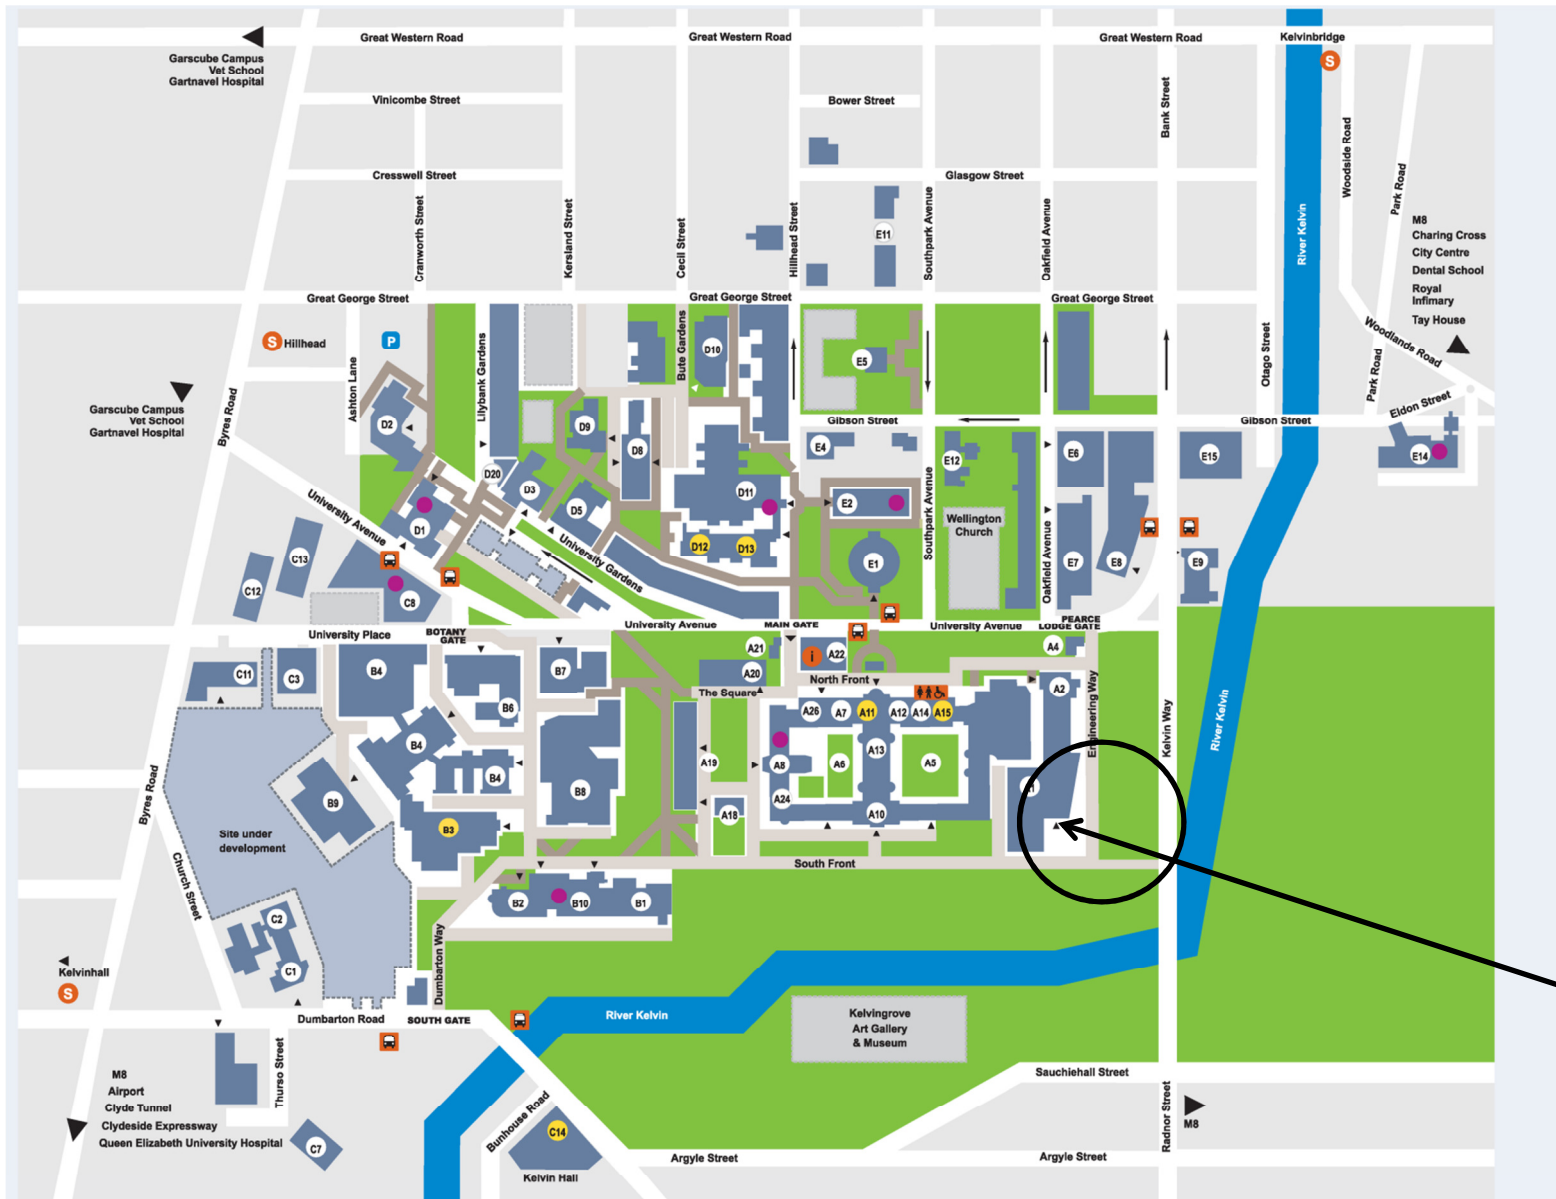 Great Western Road
Great Western Road
Great Western Road
Kelvinbridge
S
Garscube Campus
Vet School
Gartnavel Hospital
Vinicombe Street
Bower Street
Bank Street
Woodside Road
Cresswell Street
Glasgow Street
Park Road
Cranworth Street
Kersland Street
Cecil Street
Hillhead Street
Southpark Avenue
Oakfield Avenue
River Kelvin
E11
M8
Charing Cross
City Centre
Dental School
Royal
Infimary
Tay House
Great George Street
Great George Street
Great George Street
S
Hillhead
P
Ashton Lane
Lilybank Gardens
Bute Gardens
D10
E5
Otago Street
Woodlands Road
Park Road
Eldon Street
Garscube Campus
Vet School
Gartnavel Hospital
Byres Road
D2
D9
D8
Gibson Street
Gibson Street
E4
E12
E6
E15
E14
D20
D3
D11
E2
Southpark Avenue
D5
D1
University Avenue
Wellington
Church
Oakfield Avenue
C13
D12
D13
E1
E7
E8
E9
University Gardens
C12
C8
University Place
BOTANY
GATE
University Avenue
MAIN GATE
University Avenue
PEARCE
LODGE GATE
C11
C3
B4
B7
A21
i
A22
A4
A20
North Front
The Square
A2
Engineering Way
B6
A26
A7
A11
A12
A14
A15
Kelvin Way
River Kelvin
B4
A13
A19
A8
A6
A5
B4
B9
B8
A24
A10
A18
Byres Road
B3
Site under
development
South Front
Church Street
B2
B10
B1
C2
C1
Dumbarton Way
Kelvinhall
S
Dumbarton Road
SOUTH GATE
River Kelvin
Kelvingrove
Art Gallery
& Museum
Thurso Street
Sauchiehall Street
M8
Airport
Clyde Tunnel
Clydeside Expressway
Queen Elizabeth University Hospital
C7
Bunhouse Road
C14
Kelvin Hall
Argyle Street
Argyle Street
Radnor Street
M8